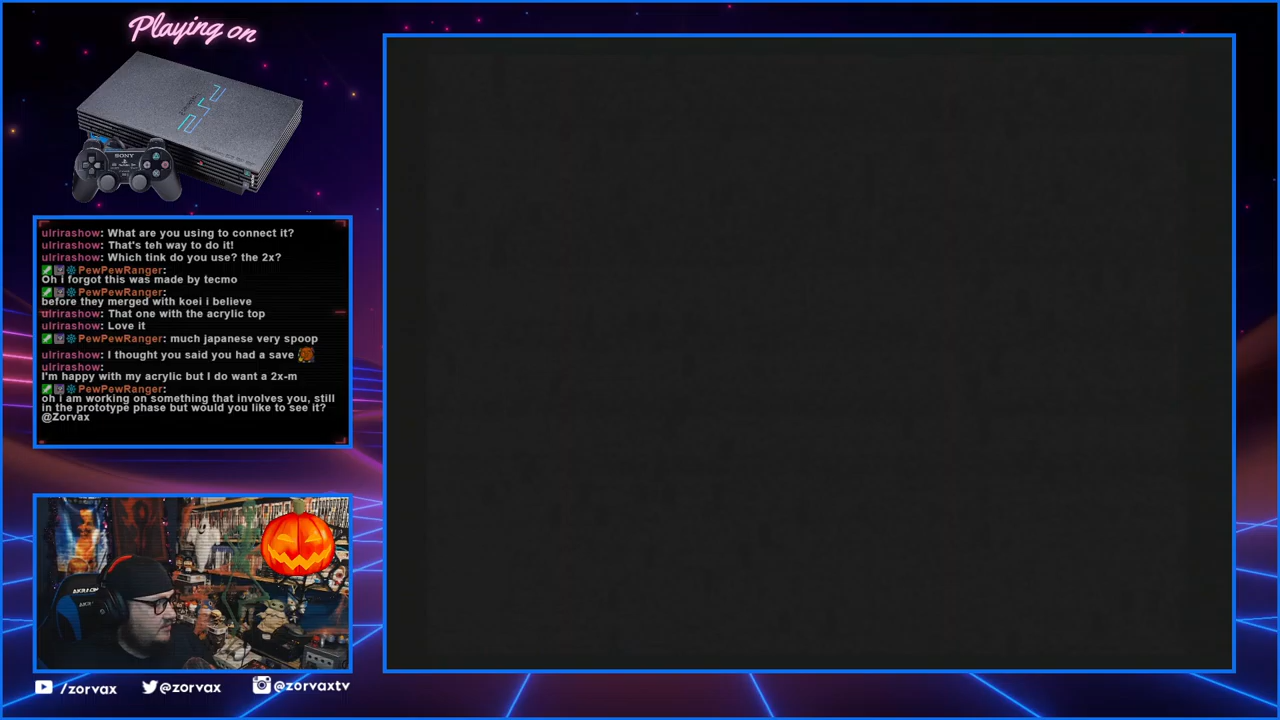 Playing on
SONY
ulrirashow: What are you using to connect it?
ulrirashow: That's teh way to do it!
ulrirashow: Which tink do you use? the 2x?
PewPewRanger:
Oh i forgot this was made by tecmo
PewPewRanger:
before they merged with koei i believe
ulrirashow: That one with the acrylic top
ulrirashow: Love it
PewPewRanger: much japanese very spoop
ulrirashow: I thought you said you had a save
ulrirashow:
I'm happy with my acrylic but I do want a 2x-m
PewPewRanger:
oh i am working on something that involves you, still
in the prototype phase but would you like to see it?
@Zorvax
/zorvax @zorvax @zorvaxtv